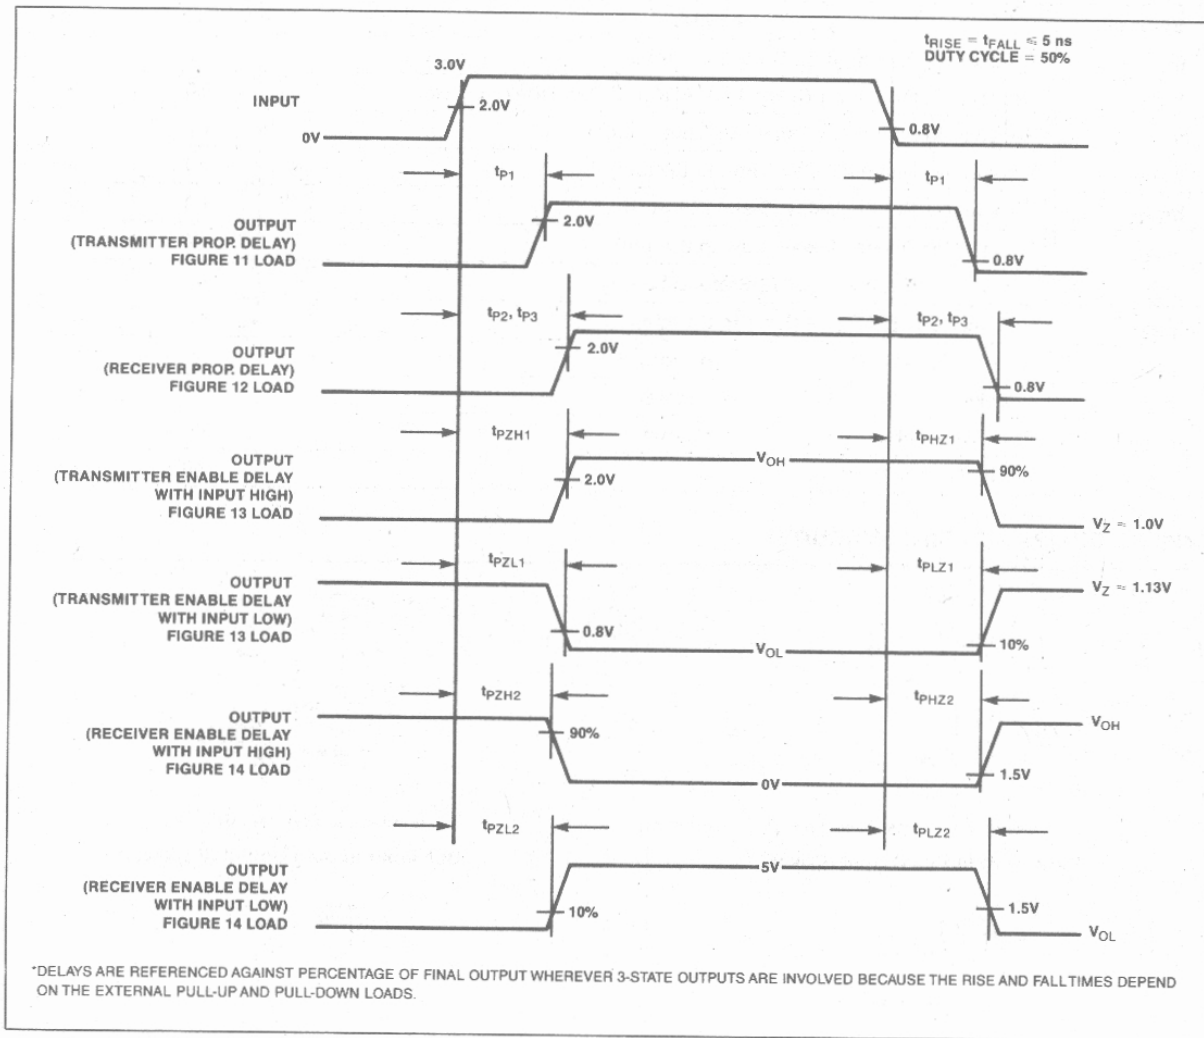 tRISE = tFALL ≤ 5 ns
DUTY CYCLE = 50%
3.0V
INPUT
2.0V
0V
0.8V
tP1
tP1
OUTPUT
(TRANSMITTER PROP. DELAY)
FIGURE 11 LOAD
2.0V
0.8V
tP2, tP3
tP2, tP3
OUTPUT
(RECEIVER PROP. DELAY)
FIGURE 12 LOAD
2.0V
0.8V
tPZH1
tPHZ1
OUTPUT
(TRANSMITTER ENABLE DELAY
WITH INPUT HIGH)
FIGURE 13 LOAD
VOH
2.0V
90%
VZ ≈ 1.0V
tPZL1
tPLZ1
OUTPUT
(TRANSMITTER ENABLE DELAY
WITH INPUT LOW)
FIGURE 13 LOAD
VZ ≈ 1.13V
0.8V
VOL
10%
tPZH2
tPHZ2
OUTPUT
(RECEIVER ENABLE DELAY
WITH INPUT HIGH)
FIGURE 14 LOAD
90%
0V
VOH
1.5V
tPZL2
tPLZ2
OUTPUT
(RECEIVER ENABLE DELAY
WITH INPUT LOW)
FIGURE 14 LOAD
5V
10%
1.5V
VOL
*DELAYS ARE REFERENCED AGAINST PERCENTAGE OF FINAL OUTPUT WHEREVER 3-STATE OUTPUTS ARE INVOLVED BECAUSE THE RISE AND FALL TIMES DEPEND
ON THE EXTERNAL PULL-UP AND PULL-DOWN LOADS.